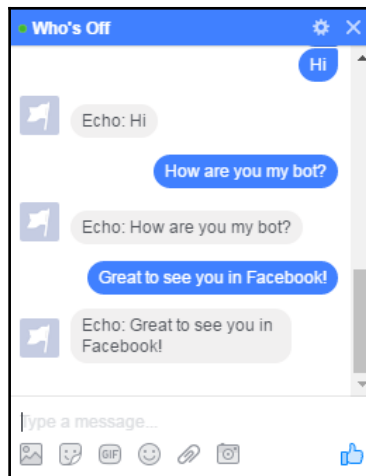 Who's Off
Hi
Echo: Hi
How are you my bot?
Echo: How are you my bot?
Great to see you in Facebook!
Echo: Great to see you in
Facebook!
Type a message...
GIF